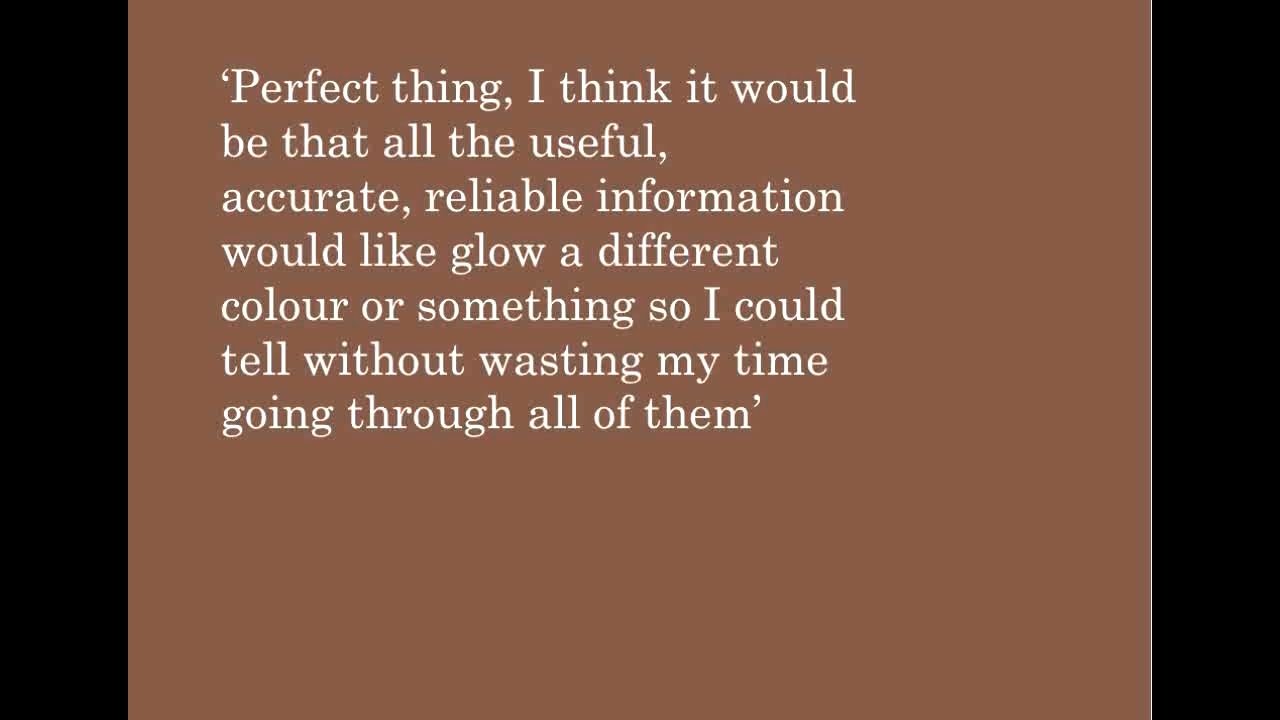 ‘Perfect thing, I think it would
be that all the useful,
accurate, reliable information
would like glow a different
colour or something so I could
tell without wasting my time
going through all of them’